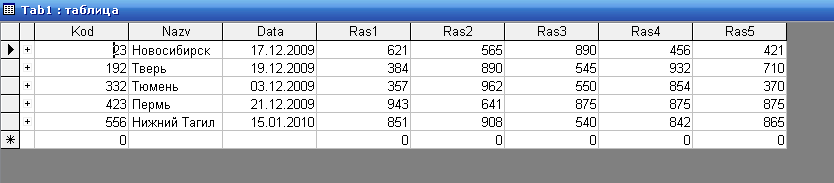 Tab1 : таблица
Kod Nazv Data Ras1 Ras2 Ras3 Ras4 Ras5
+ 23 Новосибирск 17.12.2009 621 565 890 456 421
+ 192 Тверь 19.12.2009 384 890 545 932 710
+ 332 Тюмень 03.12.2009 357 962 550 854 370
+ 423 Пермь 21.12.2009 943 641 875 875 875
+ 556 Нижний Тагил 15.01.2010 851 908 540 842 865
* 0 0 0 0 0 0